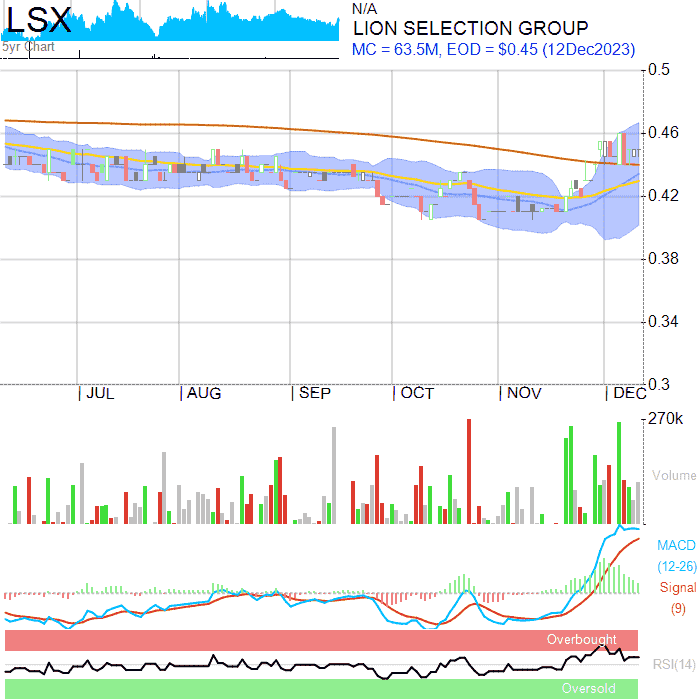 LSX
5yr Chart
N/A
LION SELECTION GROUP
MC = 63.5M, EOD = $0.45 (12Dec2023)
0.5
0.46
0.42
0.38
0.34
0.3
JUL AUG SEP OCT NOV DEC
270k
Volume
MACD
(12-26)
Signal
(9)
Overbought
RSI(14)
Oversold